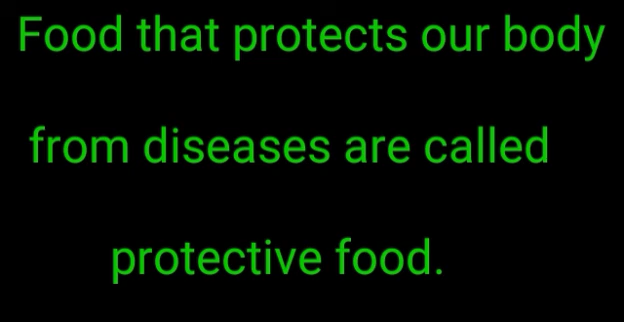 Food that protects our body
from diseases are called
protective food.